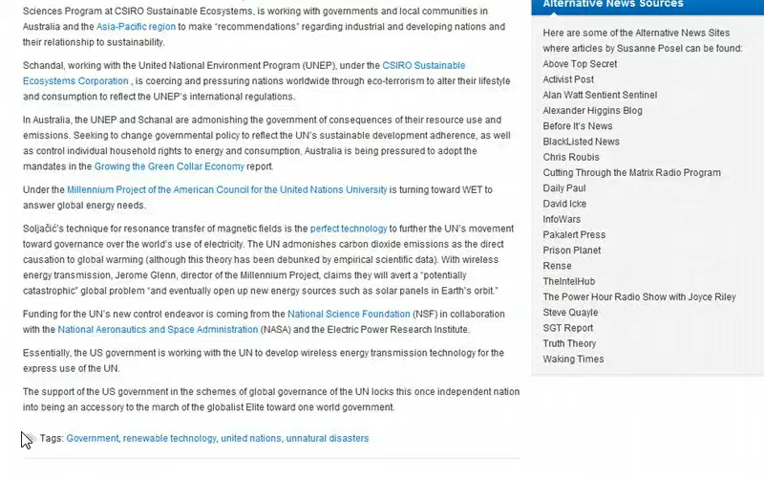 Sciences Program at CSIRO Sustainable Ecosystems, is working with governments and local communities in
Australia and the Asia-Pacific region to make “recommendations” regarding industrial and developing nations and
their relationship to sustainability.
Schandal, working with the United National Environment Program (UNEP), under the CSIRO Sustainable
Ecosystems Corporation , is coercing and pressuring nations worldwide through eco-terrorism to alter their lifestyle
and consumption to reflect the UNEP’s international regulations.
In Australia, the UNEP and Schanal are admonishing the government of consequences of their resource use and
emissions. Seeking to change governmental policy to reflect the UN’s sustainable development adherence, as well
as control individual household rights to energy and consumption, Australia is being pressured to adopt the
mandates in the Growing the Green Collar Economy report.
Under the Millennium Project of the American Council for the United Nations University is turning toward WET to
answer global energy needs.
Soljačić’s technique for resonance transfer of magnetic fields is the perfect technology to further the UN’s movement
toward governance over the world’s use of electricity. The UN admonishes carbon dioxide emissions as the direct
causation to global warming (although this theory has been debunked by empirical scientific data). With wireless
energy transmission, Jerome Glenn, director of the Millennium Project, claims they will avert a “potentially
catastrophic” global problem “and eventually open up new energy sources such as solar panels in Earth’s orbit.”
Funding for the UN’s new control endeavor is coming from the National Science Foundation (NSF) in collaboration
with the National Aeronautics and Space Administration (NASA) and the Electric Power Research Institute.
Essentially, the US government is working with the UN to develop wireless energy transmission technology for the
express use of the UN.
The support of the US government in the schemes of global governance of the UN locks this once independent nation
into being an accessory to the march of the globalist Elite toward one world government.
Tags: Government, renewable technology, united nations, unnatural disasters
Alternative News Sources
Here are some of the Alternative News Sites
where articles by Susanne Posel can be found:
Above Top Secret
Activist Post
Alan Watt Sentient Sentinel
Alexander Higgins Blog
Before It's News
BlackListed News
Chris Roubis
Cutting Through the Matrix Radio Program
Daily Paul
David Icke
InfoWars
Pakalert Press
Prison Planet
Rense
TheIntelHub
The Power Hour Radio Show with Joyce Riley
Steve Quayle
SGT Report
Truth Theory
Waking Times